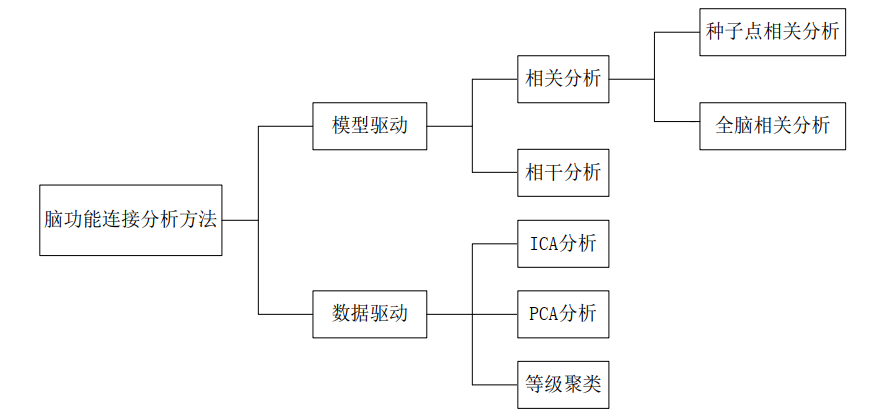 脑功能连接分析方法
模型驱动
相关分析
种子点相关分析
全脑相关分析
相干分析
数据驱动
ICA分析
PCA分析
等级聚类